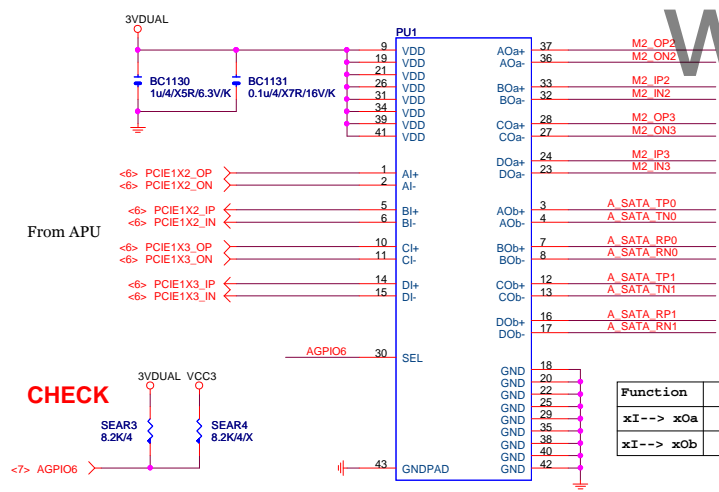 W
3VDUAL
BC1130
1u/4/X5R/6.3V/K
BC1131
0.1u/4/X7R/16V/K
PU1
9 VDD
19 VDD
21 VDD
26 VDD
31 VDD
34 VDD
39 VDD
41 VDD
AOa+ 37 M2_OP2
AOa- 36 M2_ON2
BOa+ 33 M2_IP2
BOa- 32 M2_IN2
COa+ 28 M2_OP3
COa- 27 M2_ON3
DOa+ 24 M2_IP3
DOa- 23 M2_IN3
From APU
<6> PCIE1X2_OP 1 AI+
<6> PCIE1X2_ON 2 AI-
<6> PCIE1X2_IP 5 BI+
<6> PCIE1X2_IN 6 BI-
<6> PCIE1X3_OP 10 CI+
<6> PCIE1X3_ON 11 CI-
<6> PCIE1X3_IP 14 DI+
<6> PCIE1X3_IN 15 DI-
AOb+ 3 A_SATA_TP0
AOb- 4 A_SATA_TN0
BOb+ 7 A_SATA_RP0
BOb- 8 A_SATA_RN0
COb+ 12 A_SATA_TP1
COb- 13 A_SATA_TN1
DOb+ 16 A_SATA_RP1
DOb- 17 A_SATA_RN1
AGPIO6 30 SEL
GND 18
GND 20
GND 22
GND 25
GND 29
GND 35
GND 38
GND 40
GND 42
43 GNDPAD
CHECK
3VDUAL VCC3
SEAR3
8.2K/4
SEAR4
8.2K/4/X
<7> AGPIO6
Function
xI--> xOa
xI--> xOb